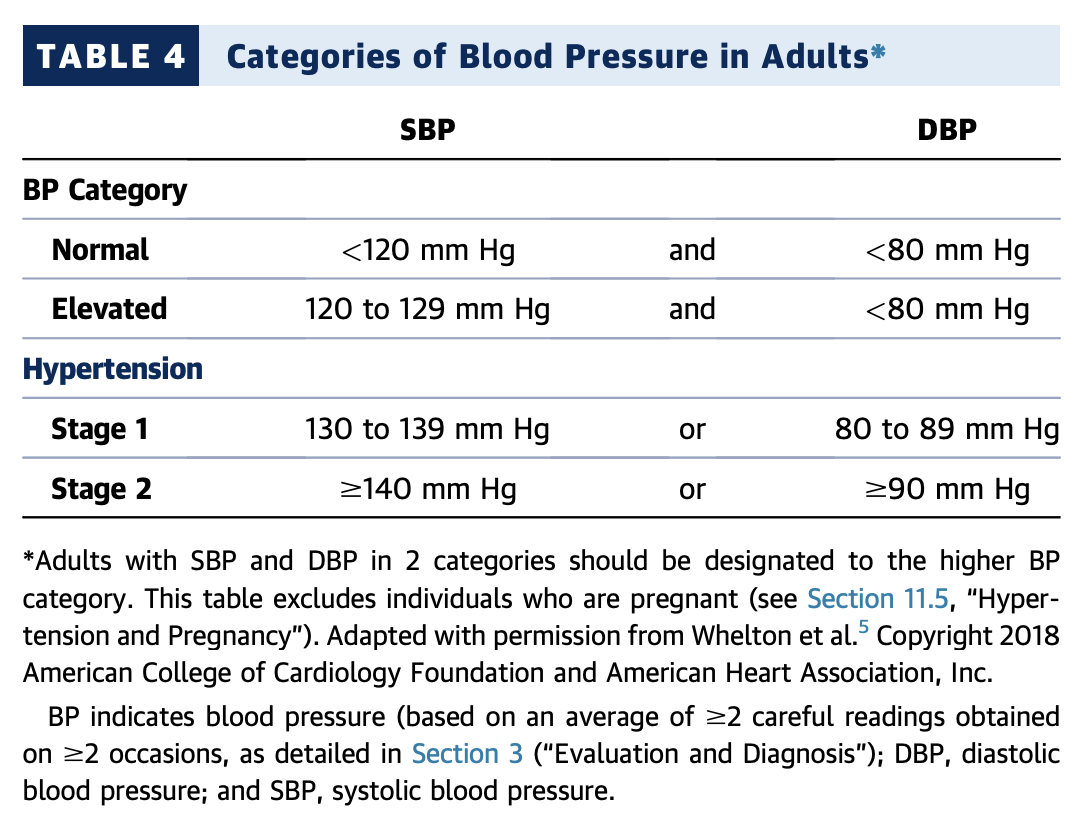 TABLE 4 Categories of Blood Pressure in Adults*
SBP DBP
BP Category
Normal <120 mm Hg and <80 mm Hg
Elevated 120 to 129 mm Hg and <80 mm Hg
Hypertension
Stage 1 130 to 139 mm Hg or 80 to 89 mm Hg
Stage 2 ≥140 mm Hg or ≥90 mm Hg
*Adults with SBP and DBP in 2 categories should be designated to the higher BP
category. This table excludes individuals who are pregnant (see Section 11.5, “Hyper-
tension and Pregnancy”). Adapted with permission from Whelton et al.5 Copyright 2018
American College of Cardiology Foundation and American Heart Association, Inc.
BP indicates blood pressure (based on an average of ≥2 careful readings obtained
on ≥2 occasions, as detailed in Section 3 (“Evaluation and Diagnosis”); DBP, diastolic
blood pressure; and SBP, systolic blood pressure.